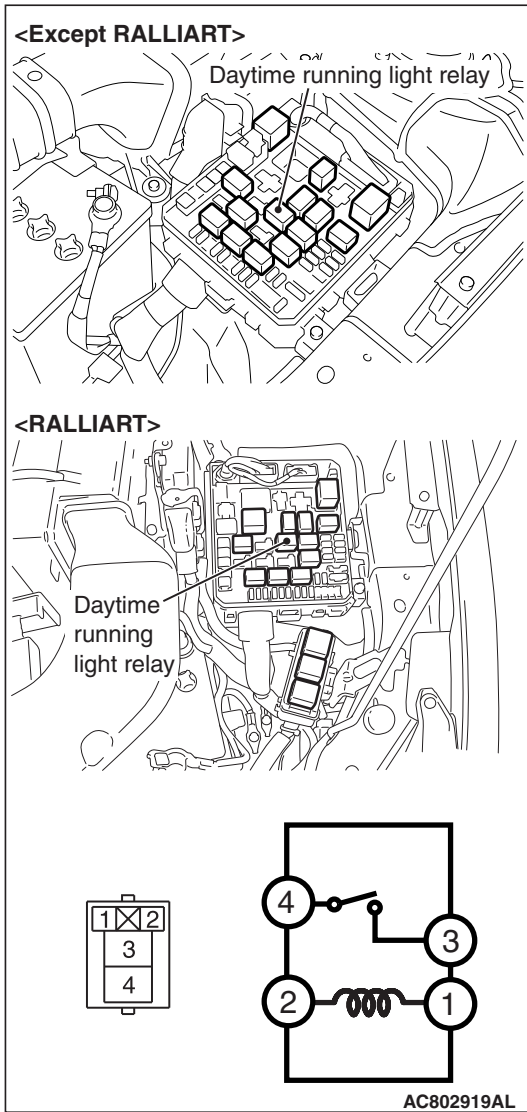 <Except RALLIART>
Daytime running light relay
<RALLIART>
Daytime
running
light relay
1 2
3
4
4
3
2
1
AC802919AL